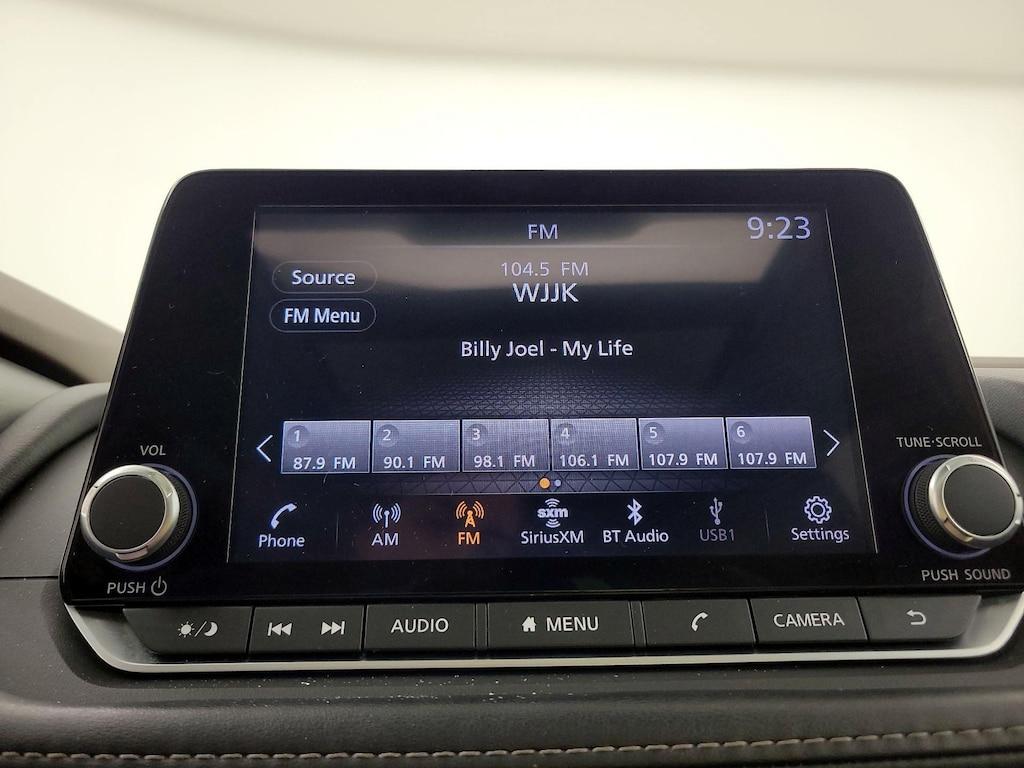 FM
9:23
Source
104.5 FM
WJJK
FM Menu
Billy Joel - My Life
1
2
3
4
5
6
87.9 FM
90.1 FM
98.1 FM
106.1 FM
107.9 FM
107.9 FM
VOL
TUNE·SCROLL
Phone
AM
FM
sxm
SiriusXM
BT Audio
USB1
Settings
PUSH
PUSH SOUND
AUDIO
MENU
CAMERA